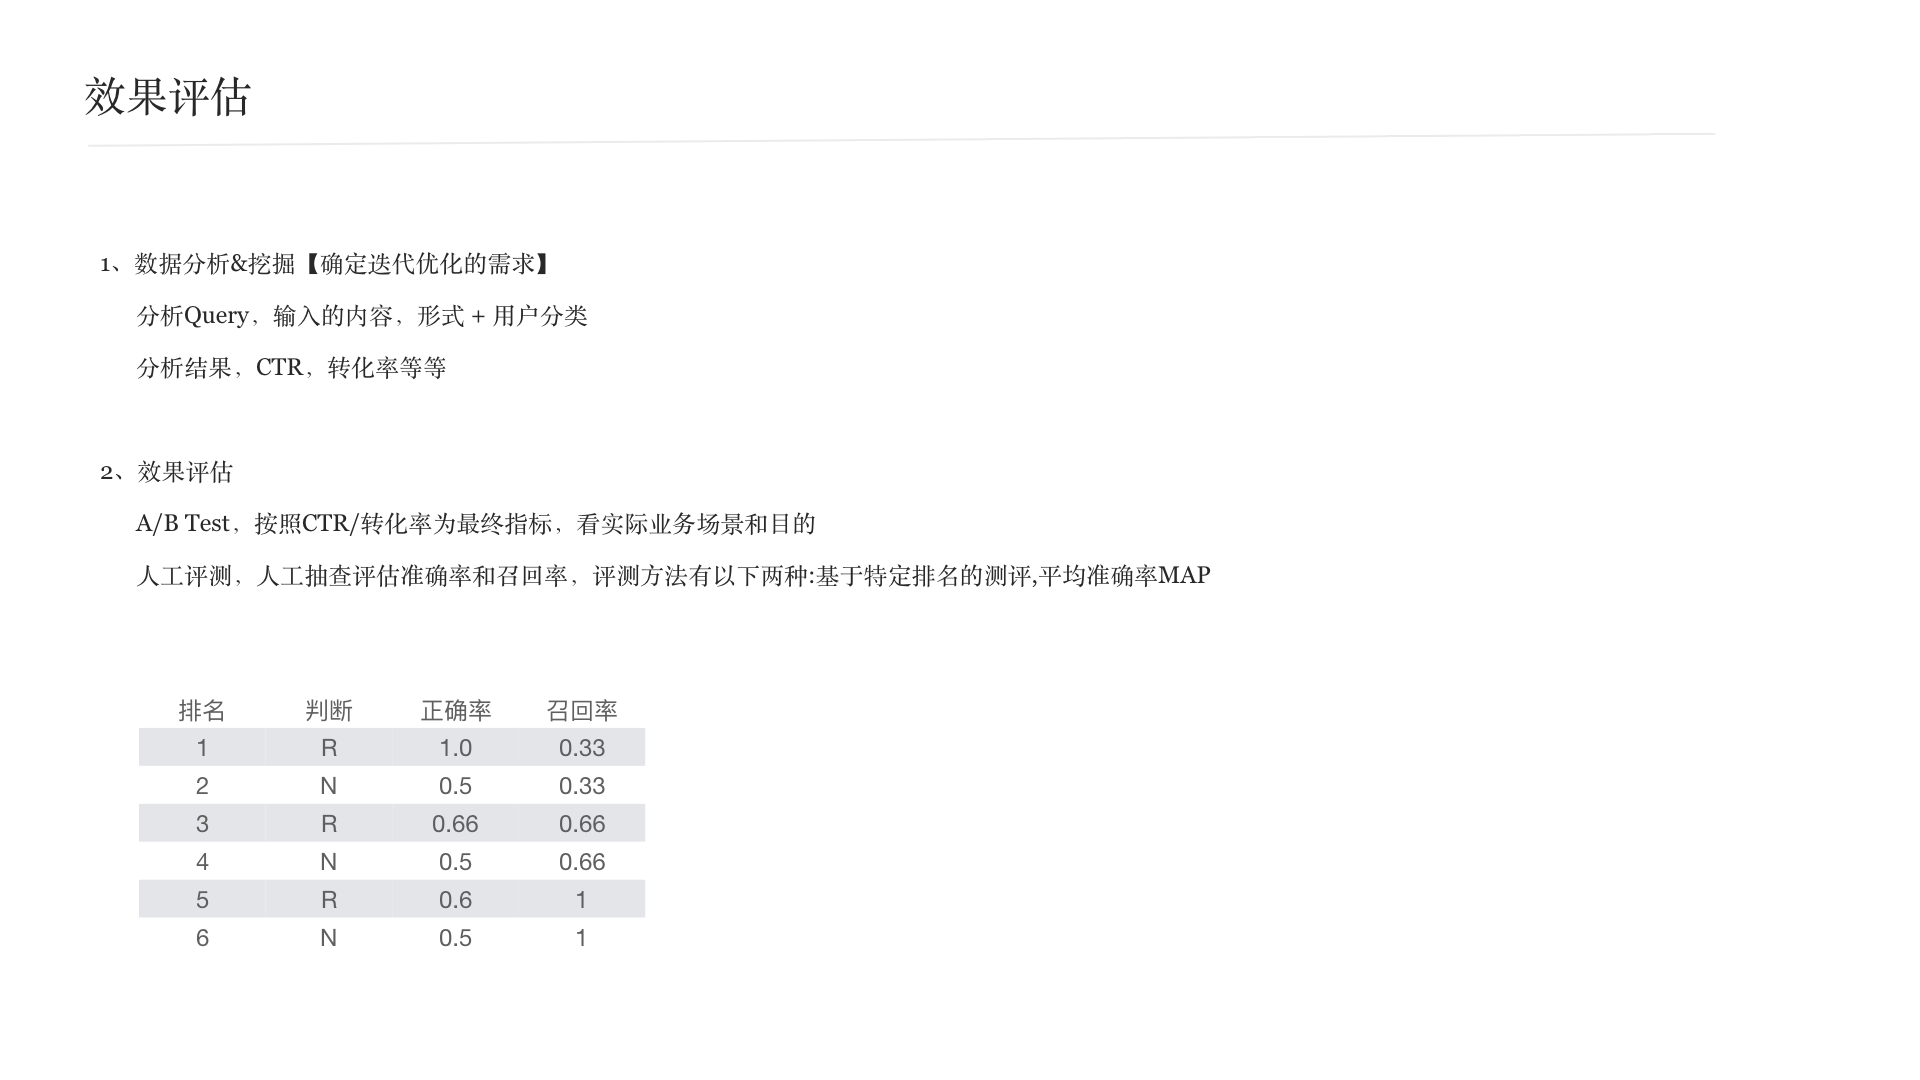 效果评估
1、数据分析&挖掘【确定迭代优化的需求】
分析Query，输入的内容，形式 + 用户分类
分析结果，CTR，转化率等等
2、效果评估
A/B Test，按照CTR/转化率为最终指标，看实际业务场景和目的
人工评测，人工抽查评估准确率和召回率，评测方法有以下两种:基于特定排名的测评,平均准确率MAP
排名 判断 正确率 召回率
1 R 1.0 0.33
2 N 0.5 0.33
3 R 0.66 0.66
4 N 0.5 0.66
5 R 0.6 1
6 N 0.5 1